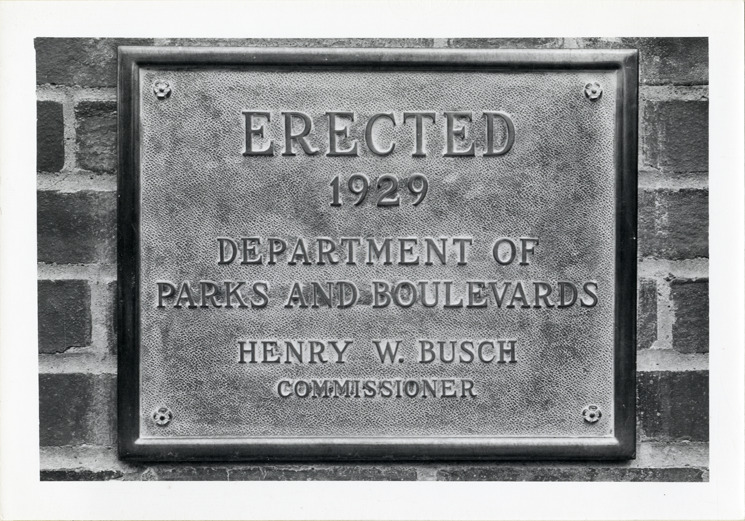 ERECTED
1929
DEPARTMENT OF
PARKS AND BOULEVARDS
HENRY W. BUSCH
COMMISSIONER